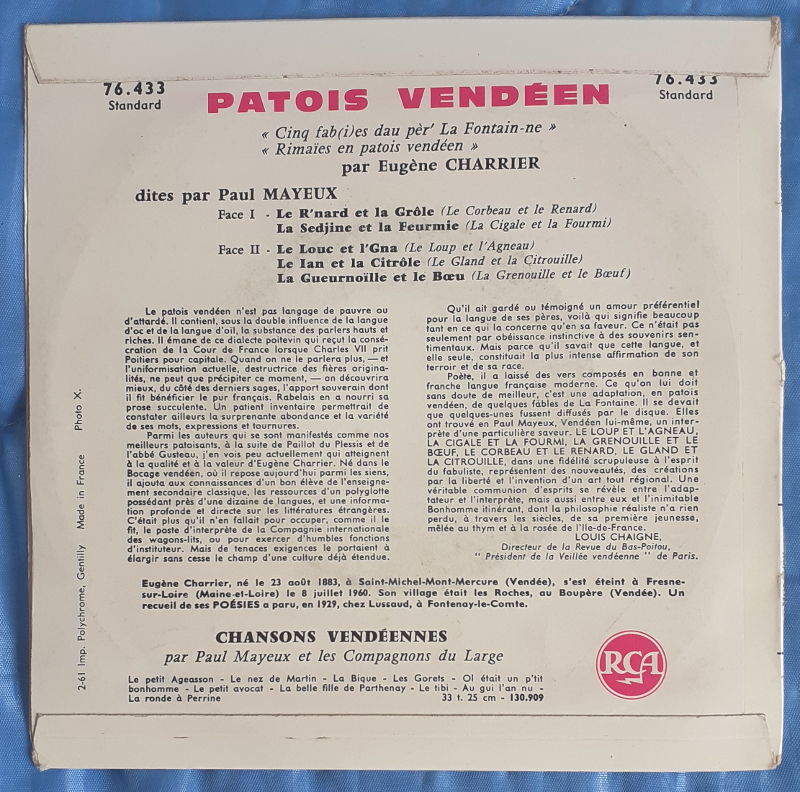 76.433
Standard
76.433
Standard
PATOIS VENDÉEN
« Cinq fab(i)es dau pèr' La Fontain-ne »
« Rimaïes en patois vendéen »
par Eugène CHARRIER
dites par Paul MAYEUX
Face I - Le R'nard et la Grôle (Le Corbeau et le Renard)
La Sedjine et la Feurmie (La Cigale et la Fourmi)
Face II - Le Louc et l'Gna (Le Loup et l'Agneau)
Le Ian et la Citrôle (Le Gland et la Citrouille)
La Gueurnoïlle et le Bœu (La Grenouille et le Bœuf)
Le patois vendéen n'est pas langage de pauvre ou
d'attardé. Il contient, sous la double influence de la langue
d'oc et de la langue d'oil, la substance des parlers hauts et
riches. Il émane de ce dialecte poitevin qui reçut la consé-
cration de la Cour de France lorsque Charles VII prit
Poitiers pour capitale. Quand on ne le parlera plus, — et
l'uniformisation actuelle, destructrice des fières origina-
lités, ne peut que précipiter ce moment, — on découvrira
mieux, du côté des derniers sages, l'apport souverain dont
il fit bénéficier le pur français. Rabelais en a nourri sa
prose succulente. Un patient inventaire permettrait de
constater ailleurs la surprenante abondance et la variété
de ses mots, expressions et tournures.
Parmi les auteurs qui se sont manifestés comme nos
meilleurs patoisants, à la suite de Paillot du Plessis et de
l'abbé Gusteau, j'en vois peu actuellement qui atteignent
à la qualité et à la valeur d'Eugène Charrier. Né dans le
Bocage vendéen, où il repose aujourd'hui parmi les siens,
il ajouta aux connaissances d'un bon élève de l'enseigne-
ment secondaire classique, les ressources d'un polyglotte
possédant près d'une dizaine de langues, et une informa-
tion profonde et directe sur les littératures étrangères.
C'était plus qu'il n'en fallait pour occuper, comme il le
fit, le poste d'interprète de la Compagnie internationale
des wagons-lits, ou pour exercer d'humbles fonctions
d'instituteur. Mais de tenaces exigences le portaient à
élargir sans cesse le champ d'une culture déjà étendue.
Qu'il ait gardé ou témoigné un amour préférentiel
pour la langue de ses pères, voilà qui signifie beaucoup
tant en ce qui la concerne qu'en sa faveur. Ce n'était pas
seulement par obéissance instinctive à des souvenirs sen-
timentaux. Mais parce qu'il savait que cette langue, et
elle seule, constituait la plus intense affirmation de son
terroir et de sa race.
Poète, il a laissé des vers composés en bonne et
franche langue française moderne. Ce qu'on lui doit
sans doute de meilleur, c'est une adaptation, en patois
vendéen, de quelques fables de La Fontaine. Il se devait
que quelques-unes fussent diffusés par le disque. Elles
ont trouvé en Paul Mayeux, Vendéen lui-même, un inter-
prète d'une particulière saveur. LE LOUP ET L'AGNEAU,
LA CIGALE ET LA FOURMI, LA GRENOUILLE ET LE
BŒUF, LE CORBEAU ET LE RENARD, LE GLAND ET
LA CITROUILLE, dans une fidélité scrupuleuse à l'esprit
du fabuliste, représentent des nouveautés, des créations
par la liberté et l'invention d'un art tout régional. Une
véritable communion d'esprits se révèle entre l'adap-
tateur et l'interprète, mais aussi entre eux et l'inimitable
Bonhomme itinérant, dont la philosophie réaliste n'a rien
perdu, à travers les siècles, de sa première jeunesse,
mêlée au thym et à la rosée de l'Ile-de-France.
LOUIS CHAIGNE,
Directeur de la Revue du Bas-Poitou,
" Président de la Veillée vendéenne " de Paris.
Eugène Charrier, né le 23 août 1883, à Saint-Michel-Mont-Mercure (Vendée), s'est éteint à Fresne-
sur-Loire (Maine-et-Loire) le 8 juillet 1960. Son village était les Roches, au Boupère (Vendée). Un
recueil de ses POÉSIES a paru, en 1929, chez Lussaud, à Fontenay-le-Comte.
CHANSONS VENDÉENNES
par Paul Mayeux et les Compagnons du Large
Le petit Ageasson - Le nez de Martin - La Bique - Les Gorets - Ol était un p'tit
bonhomme - Le petit avocat - La belle fille de Parthenay - Le tibi - Au gui l'an nu -
La ronde à Perrine 33 t. 25 cm - 130.909
RCA
2-61 Imp. Polychrome, Gentilly Made in France Photo X.